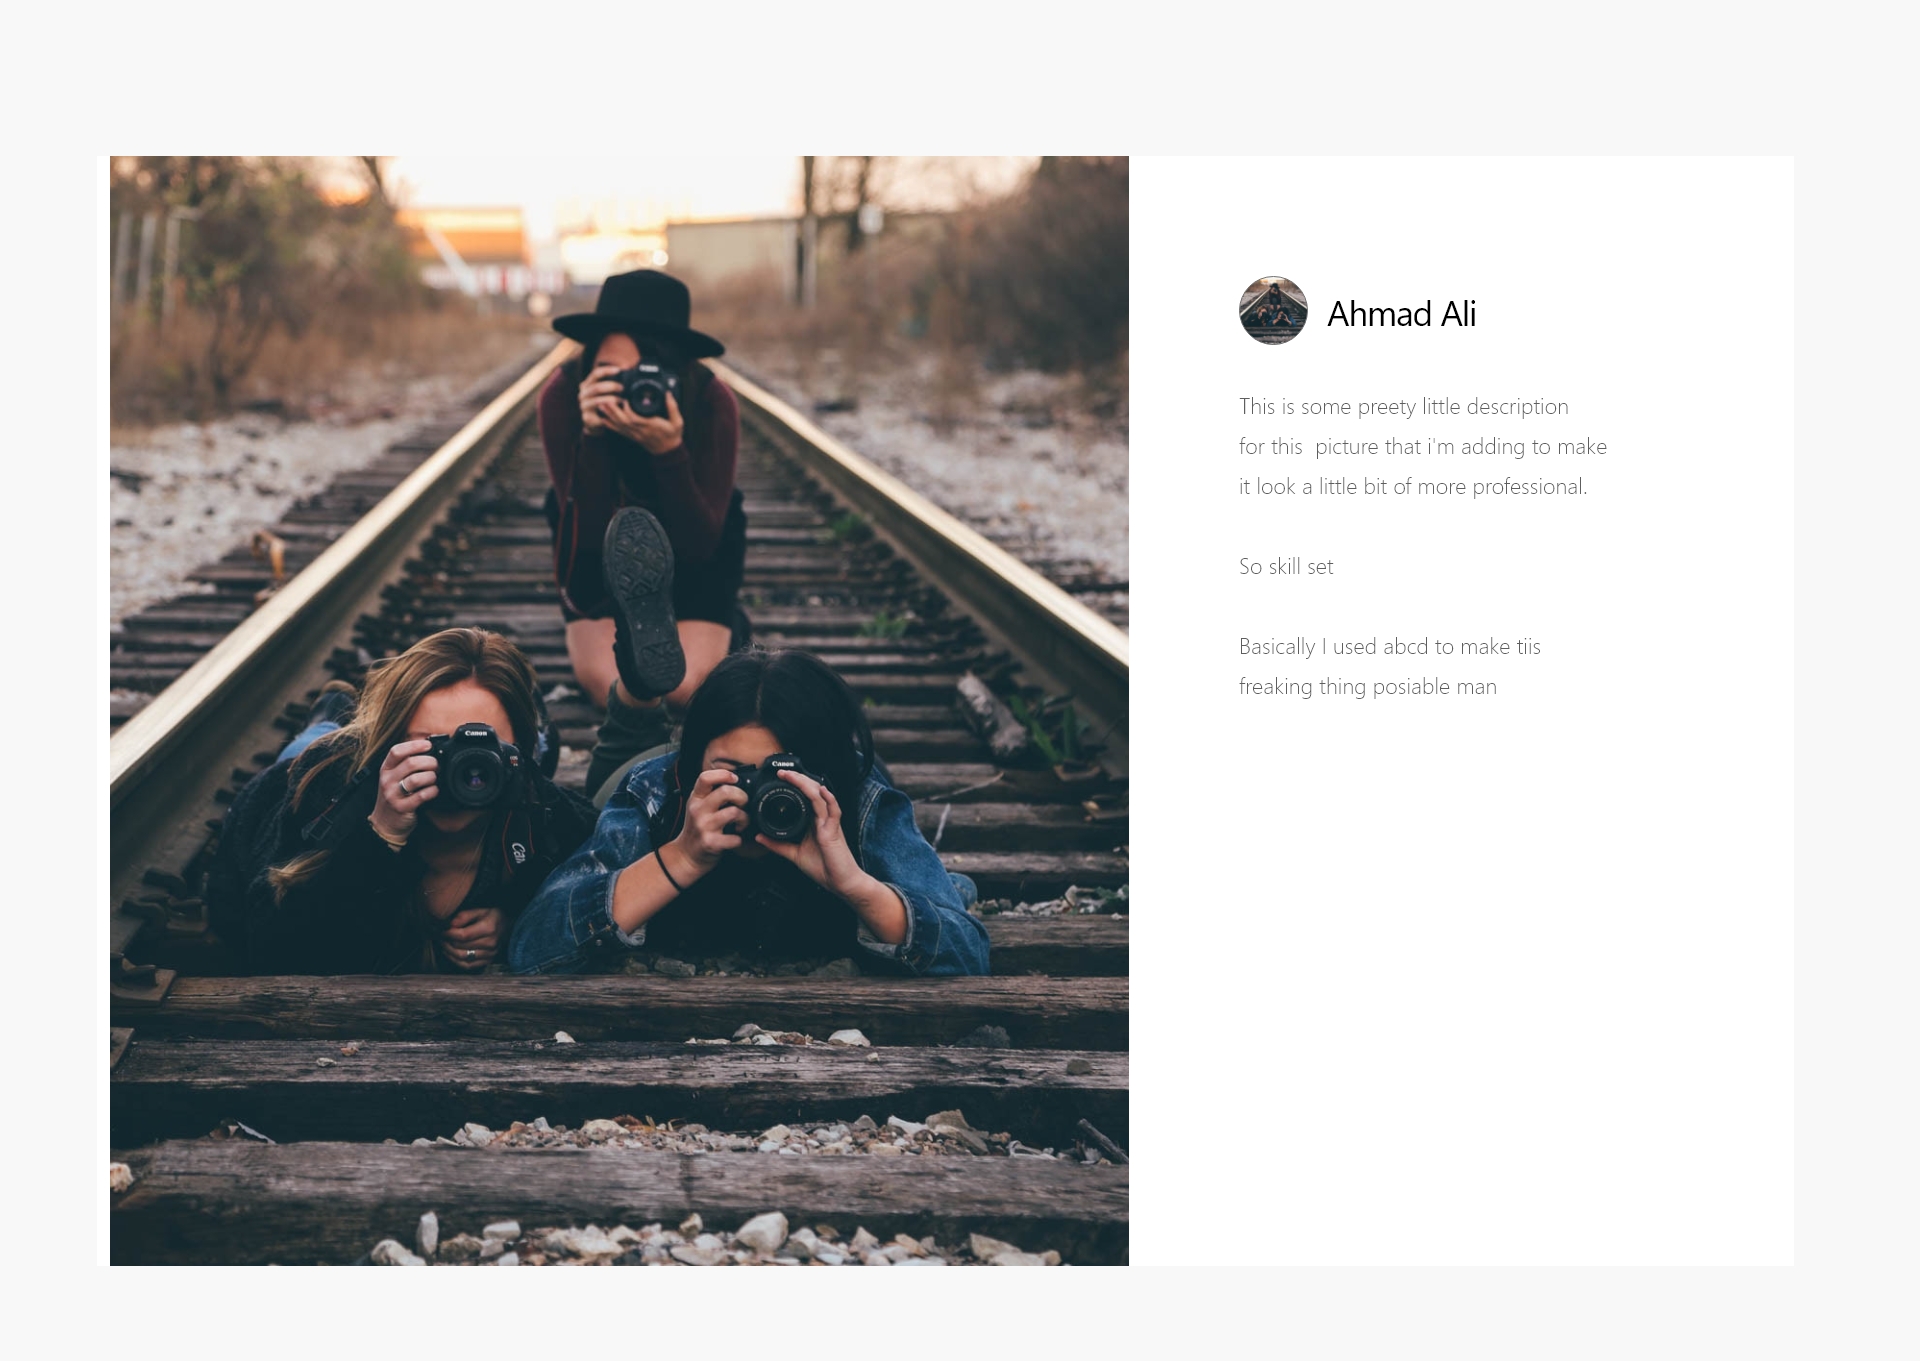 Ahmad Ali
This is some preety little description
for this  picture that i'm adding to make
it look a little bit of more professional.
So skill set
Basically I used abcd to make tiis
freaking thing posiable man
Canon
Canon